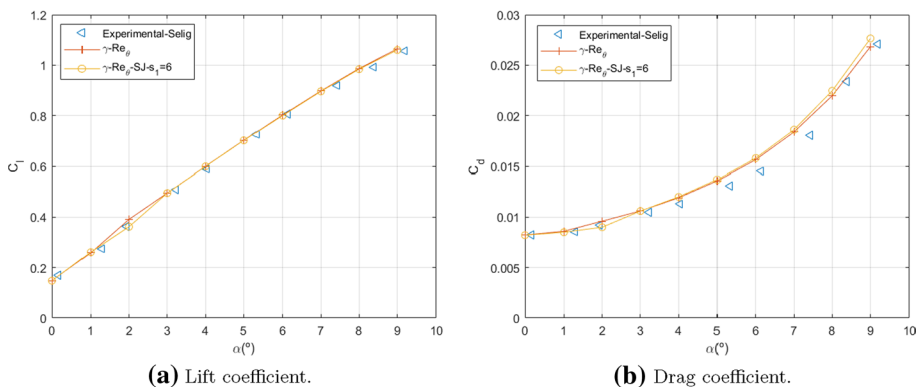 1.2
1
0.8
0.6
0.4
0.2
0
C_l
Experimental-Selig
γ-Re_θ
γ-Re_θ-SJ-s_1=6
0 1 2 3 4 5 6 7 8 9 10
α(°)
(a) Lift coefficient.
0.03
0.025
0.02
0.015
0.01
0.005
0
C_d
Experimental-Selig
γ-Re_θ
γ-Re_θ-SJ-s_1=6
0 1 2 3 4 5 6 7 8 9 10
α(°)
(b) Drag coefficient.